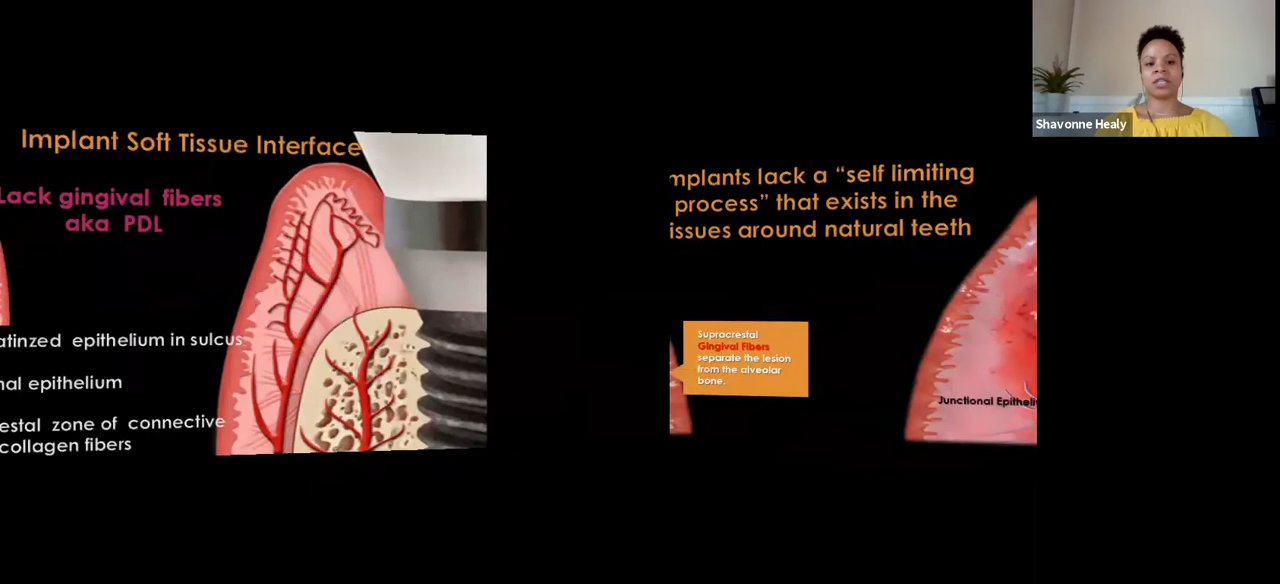 Implant Soft Tissue Interface
Lack gingival fibers
aka PDL
atinzed epithelium in sulcus
nal epithelium
estal zone of connective
collagen fibers
mplants lack a “self limiting
process” that exists in the
issues around natural teeth
Supracrestal
Gingival Fibers
separate the lesion
from the alveolar
bone.
Junctional Epitheli
Shavonne Healy